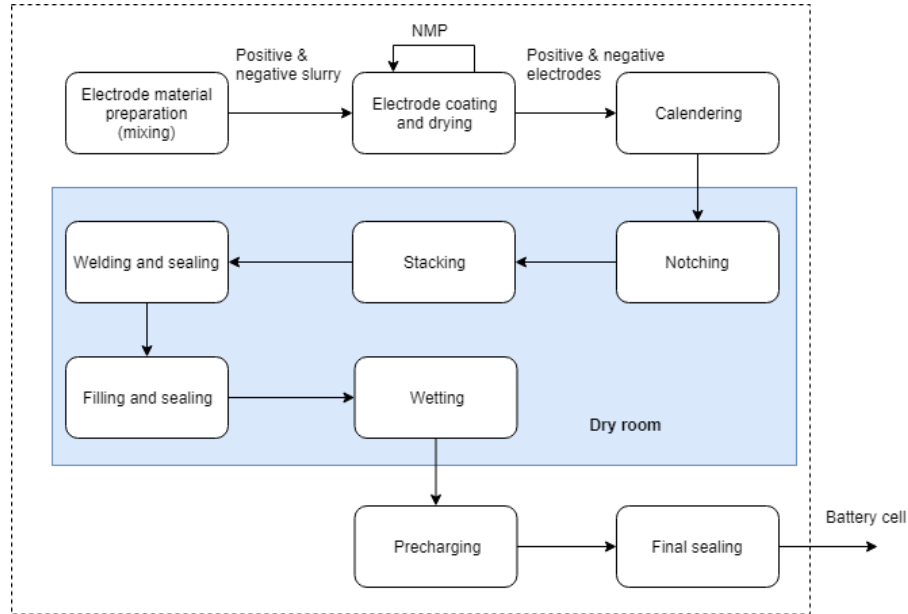 NMP
Positive &
negative slurry
Positive & negative
electrodes
Electrode material
preparation
(mixing)
Electrode coating
and drying
Calendering
Welding and sealing
Stacking
Notching
Filling and sealing
Wetting
Dry room
Precharging
Final sealing
Battery cell